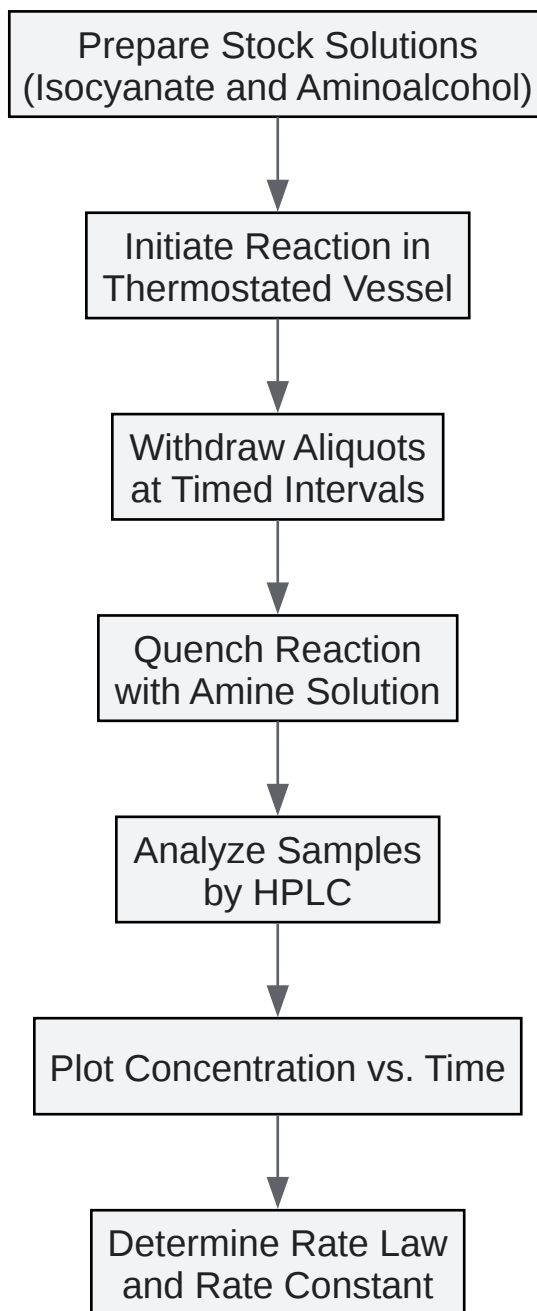 Prepare Stock Solutions
(Isocyanate and Aminoalcohol)
Initiate Reaction in
Thermostated Vessel
Withdraw Aliquots
at Timed Intervals
Quench Reaction
with Amine Solution
Analyze Samples
by HPLC
Plot Concentration vs. Time
Determine Rate Law
and Rate Constant